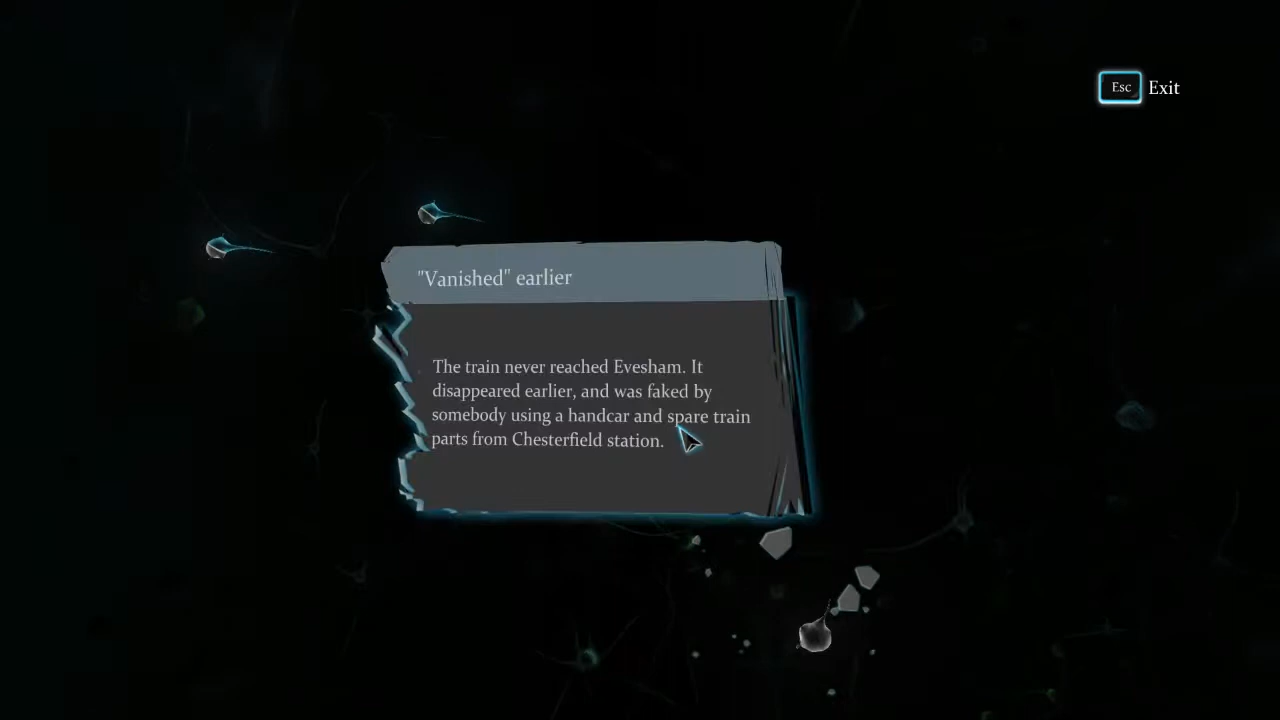 Esc Exit
"Vanished" earlier
The train never reached Evesham. It
disappeared earlier, and was faked by
somebody using a handcar and spare train
parts from Chesterfield station.